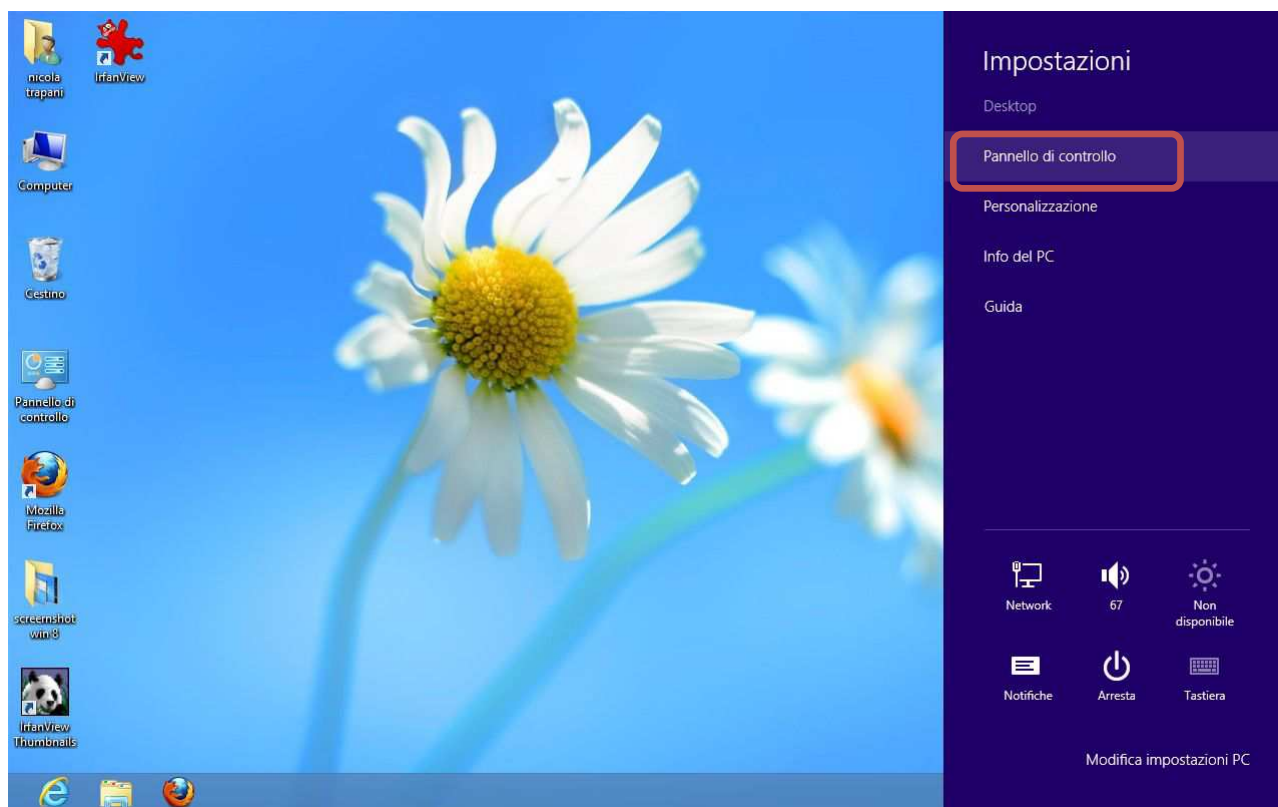 nicola
trapani
IrfanView
Computer
Cestino
Pannello di
controllo
Mozilla
Firefox
screemshot
win 8
IrfanView
Thumbnails
Impostazioni
Desktop
Pannello di controllo
Personalizzazione
Info del PC
Guida
Network
67
Non
disponibile
Notifiche
Arresta
Tastiera
Modifica impostazioni PC